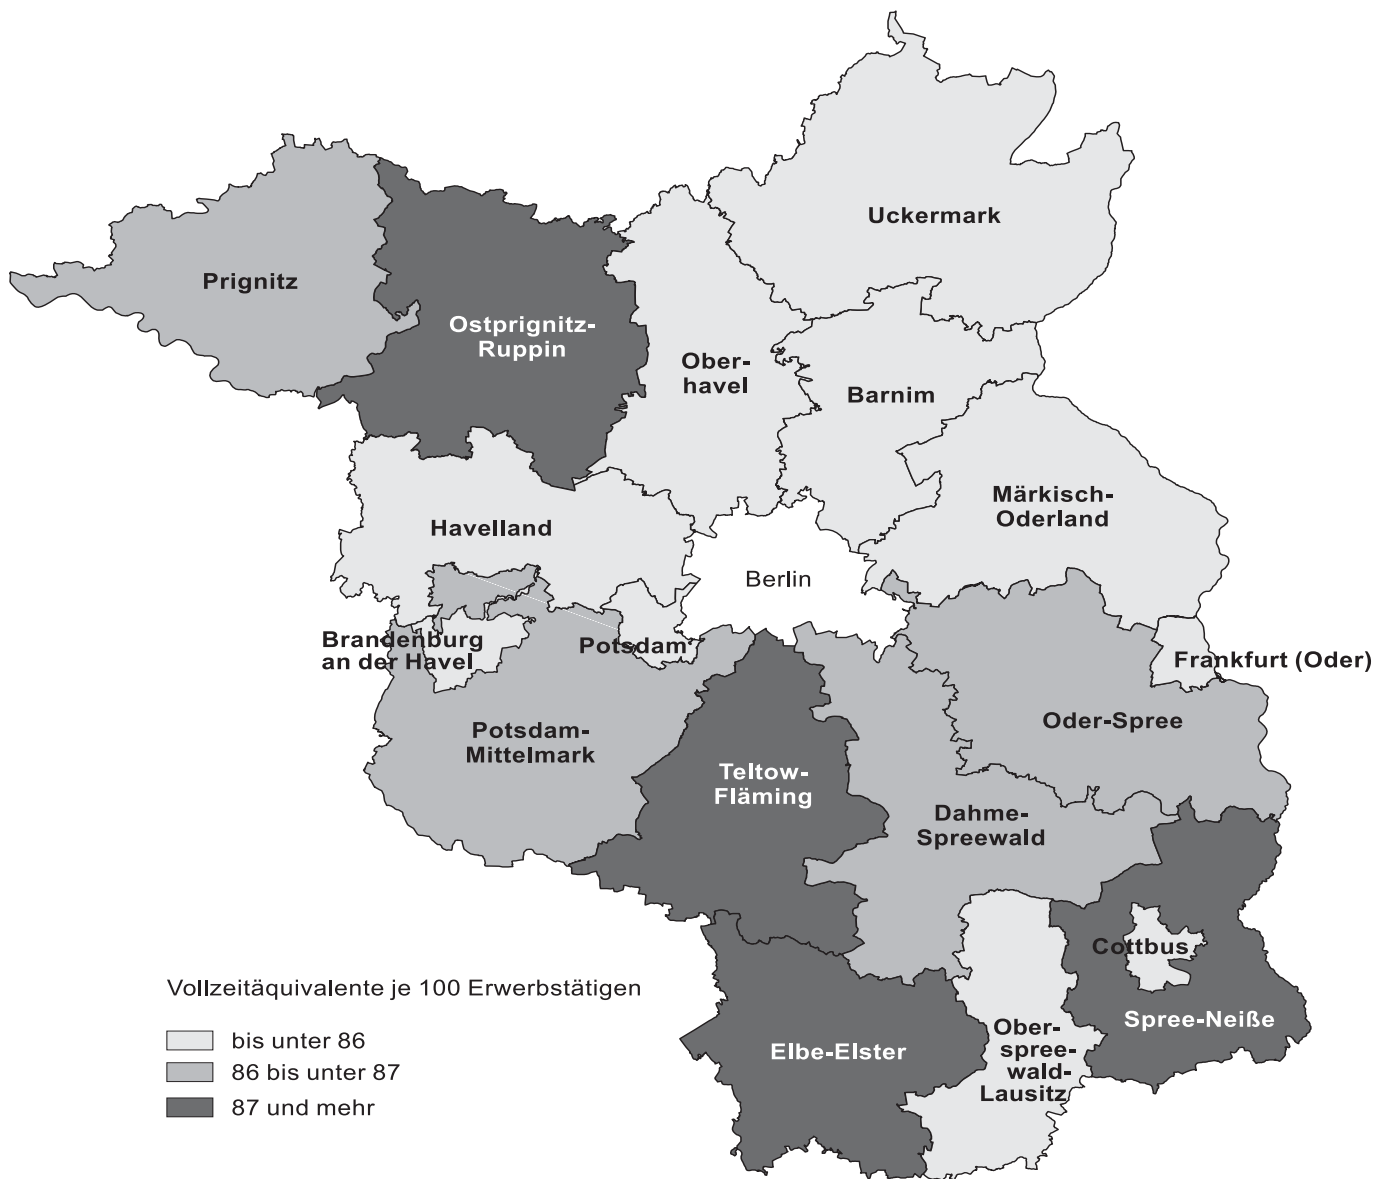 Uckermark
Prignitz
Ostprignitz-
Ruppin
Ober-
havel
Barnim
Märkisch-
Oderland
Havelland
Berlin
Brandenburg
an der Havel
Potsdam
Frankfurt (Oder)
Potsdam-
Mittelmark
Oder-Spree
Teltow-
Fläming
Dahme-
Spreewald
Cottbus
Spree-Neiße
Elbe-Elster
Ober-
spree-
wald-
Lausitz
Vollzeitäquivalente je 100 Erwerbstätigen
bis unter 86
86 bis unter 87
87 und mehr